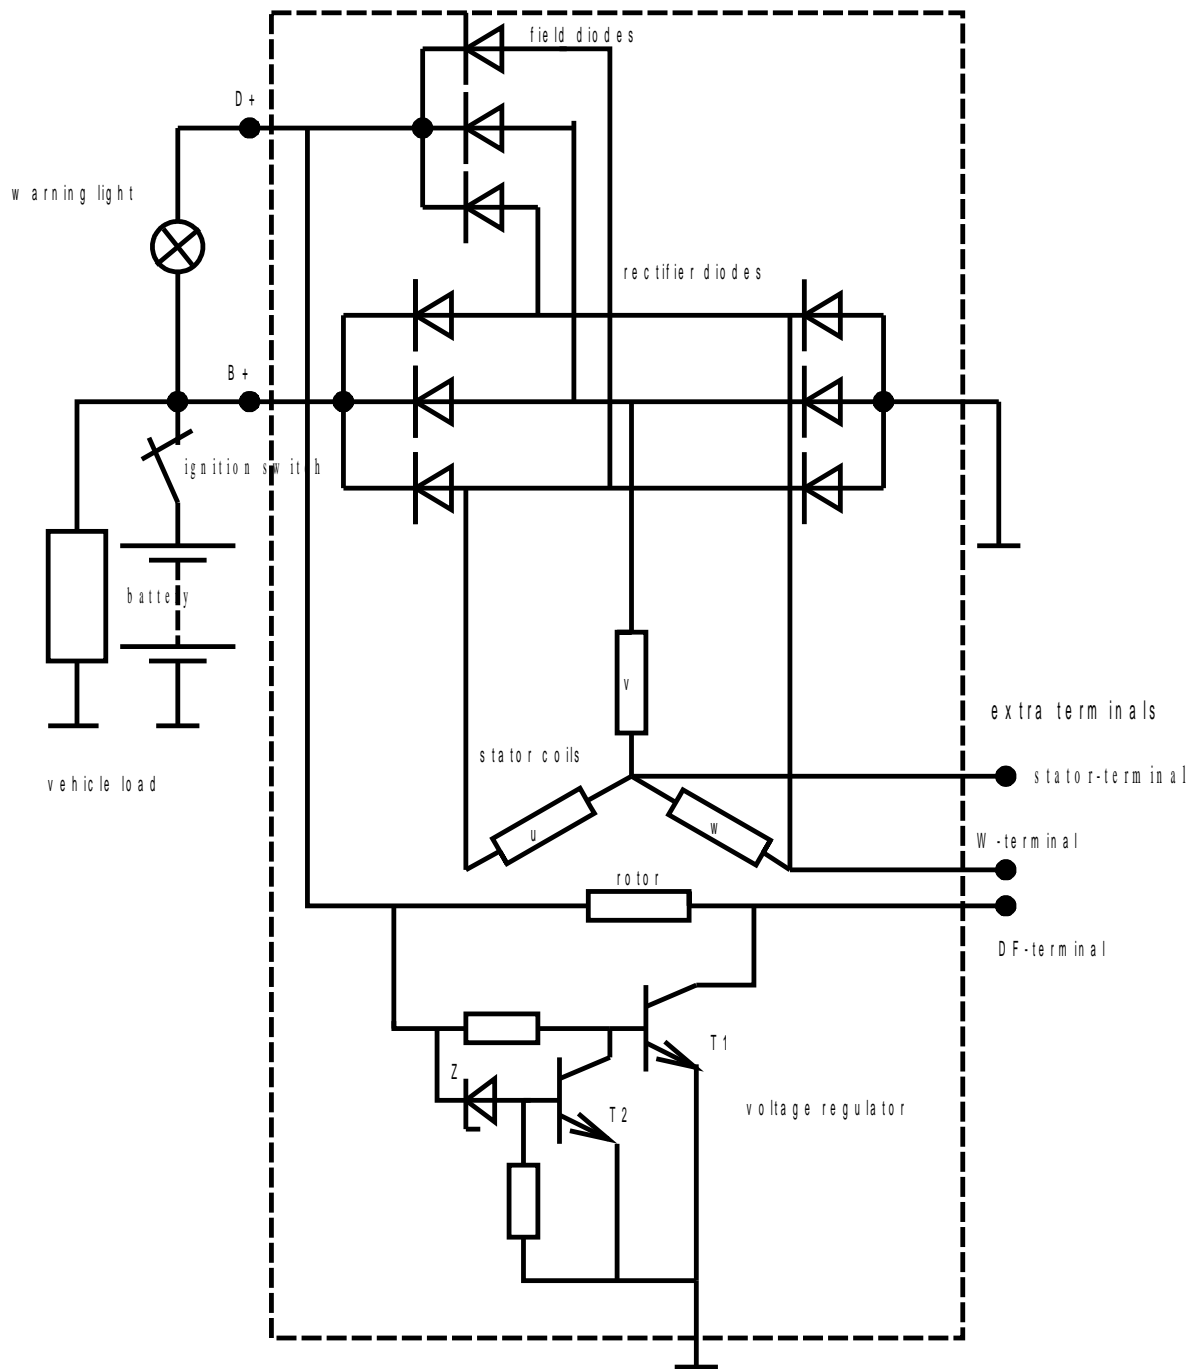 field diodes
D+
warning light
rectifier diodes
B+
ignition switch
battery
v
extra terminals
stator coils
stator-terminal
vehicle load
u
w
W-terminal
rotor
DF-terminal
T1
Z
T2
voltage regulator